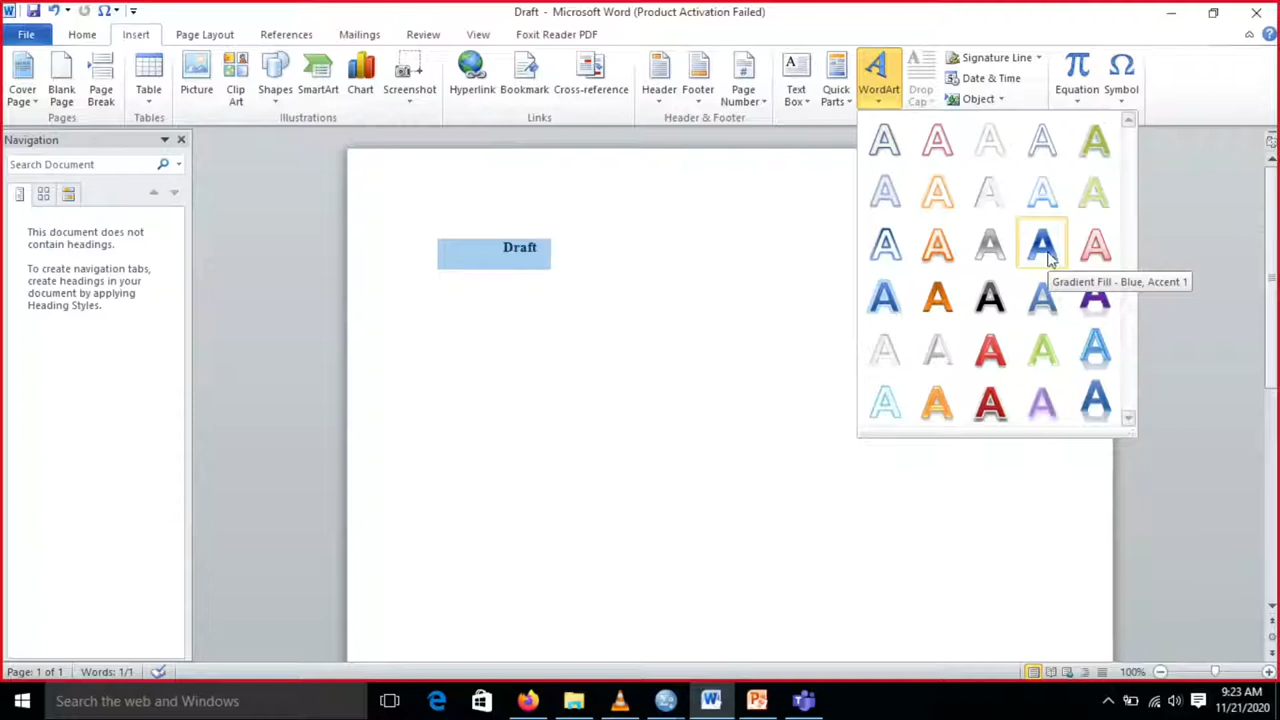 Draft - Microsoft Word (Product Activation Failed)
File Home Insert Page Layout References Mailings Review View Foxit Reader PDF
Cover Page Blank Page Page Break Table Picture Clip Art Shapes SmartArt Chart Screenshot Hyperlink Bookmark Cross-reference Header Footer Page Number Text Box Quick Parts WordArt Drop Cap Signature Line Date & Time Object Equation Symbol
Pages Tables Illustrations Links Header & Footer
Navigation
Search Document
This document does not
contain headings.
To create navigation tabs,
create headings in your
document by applying
Heading Styles.
Draft
Gradient Fill - Blue, Accent 1
Page: 1 of 1 Words: 1/1 100%
Search the web and Windows
9:23 AM
11/21/2020